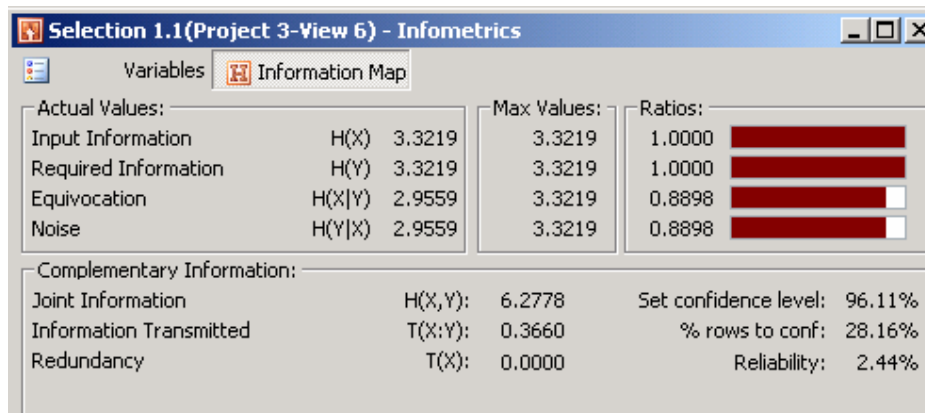 Selection 1.1(Project 3-View 6) - Infometrics
Variables Information Map
Actual Values: Max Values: Ratios:
Input Information H(X) 3.3219 3.3219 1.0000
Required Information H(Y) 3.3219 3.3219 1.0000
Equivocation H(X|Y) 2.9559 3.3219 0.8898
Noise H(Y|X) 2.9559 3.3219 0.8898
Complementary Information:
Joint Information H(X,Y): 6.2778 Set confidence level: 96.11%
Information Transmitted T(X:Y): 0.3660 % rows to conf: 28.16%
Redundancy T(X): 0.0000 Reliability: 2.44%